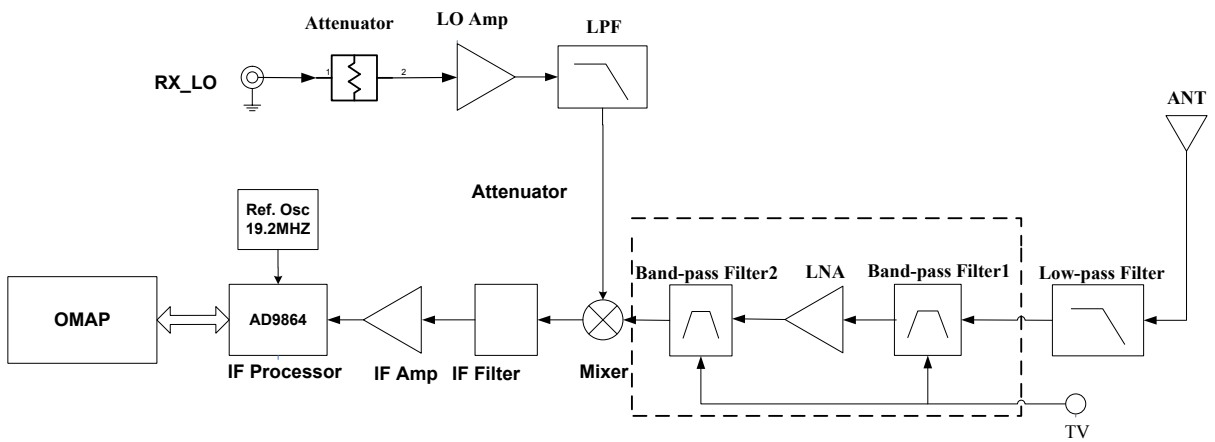 Attenuator
LO Amp
LPF
RX_LO
1
2
ANT
Attenuator
Ref. Osc
19.2MHZ
Band-pass Filter2
LNA
Band-pass Filter1
Low-pass Filter
OMAP
AD9864
IF Processor
IF Amp
IF Filter
Mixer
TV